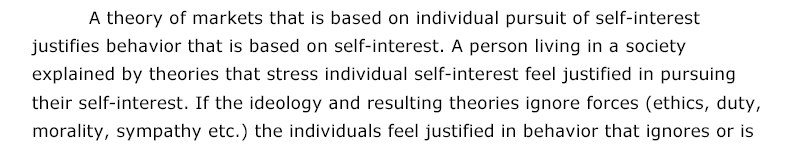 A theory of markets that is based on individual pursuit of self-interest
justifies behavior that is based on self-interest. A person living in a society
explained by theories that stress individual self-interest feel justified in pursuing
their self-interest. If the ideology and resulting theories ignore forces (ethics, duty,
morality, sympathy etc.) the individuals feel justified in behavior that ignores or is